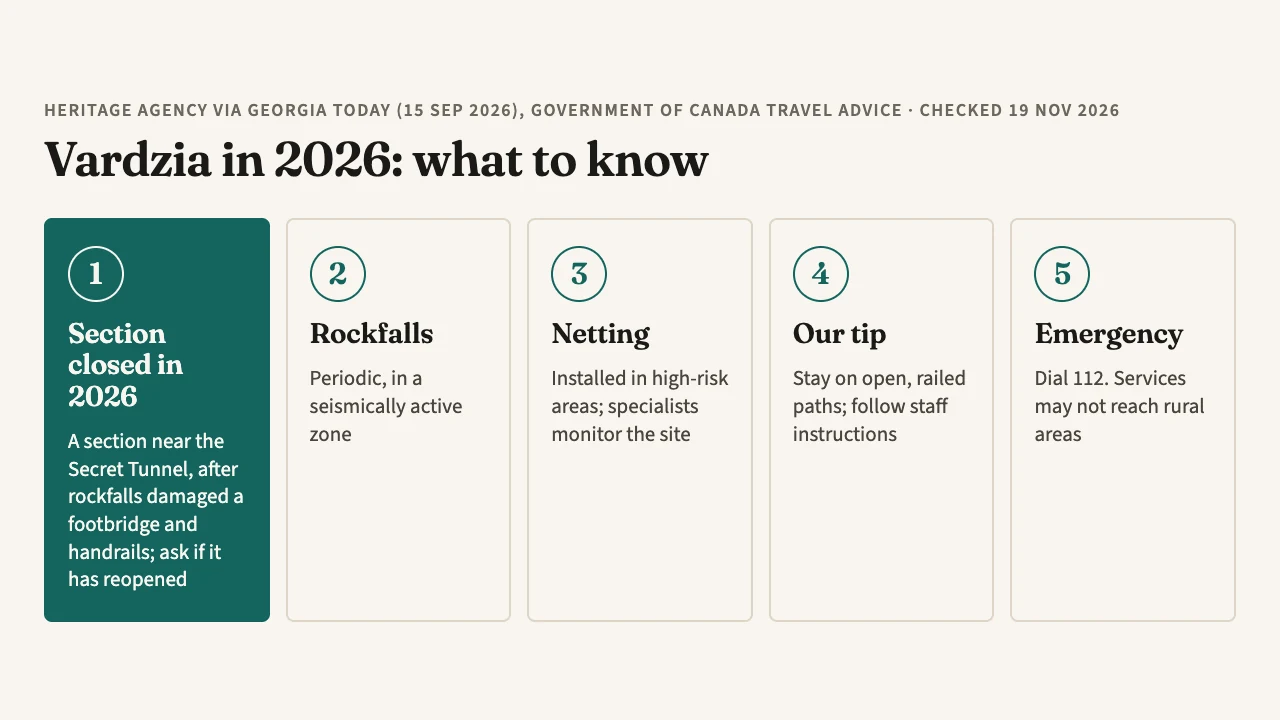 HERITAGE AGENCY VIA GEORGIA TODAY (15 SEP 2026), GOVERNMENT OF CANADA TRAVEL ADVICE · CHECKED 19 NOV 2026
Vardzia in 2026: what to know
1
Section
closed in
2026
A section near the
Secret Tunnel, after
rockfalls damaged a
footbridge and
handrails; ask if it
has reopened
2
Rockfalls
Periodic, in a
seismically active
zone
3
Netting
Installed in high-risk
areas; specialists
monitor the site
4
Our tip
Stay on open, railed
paths; follow staff
instructions
5
Emergency
Dial 112. Services
may not reach rural
areas